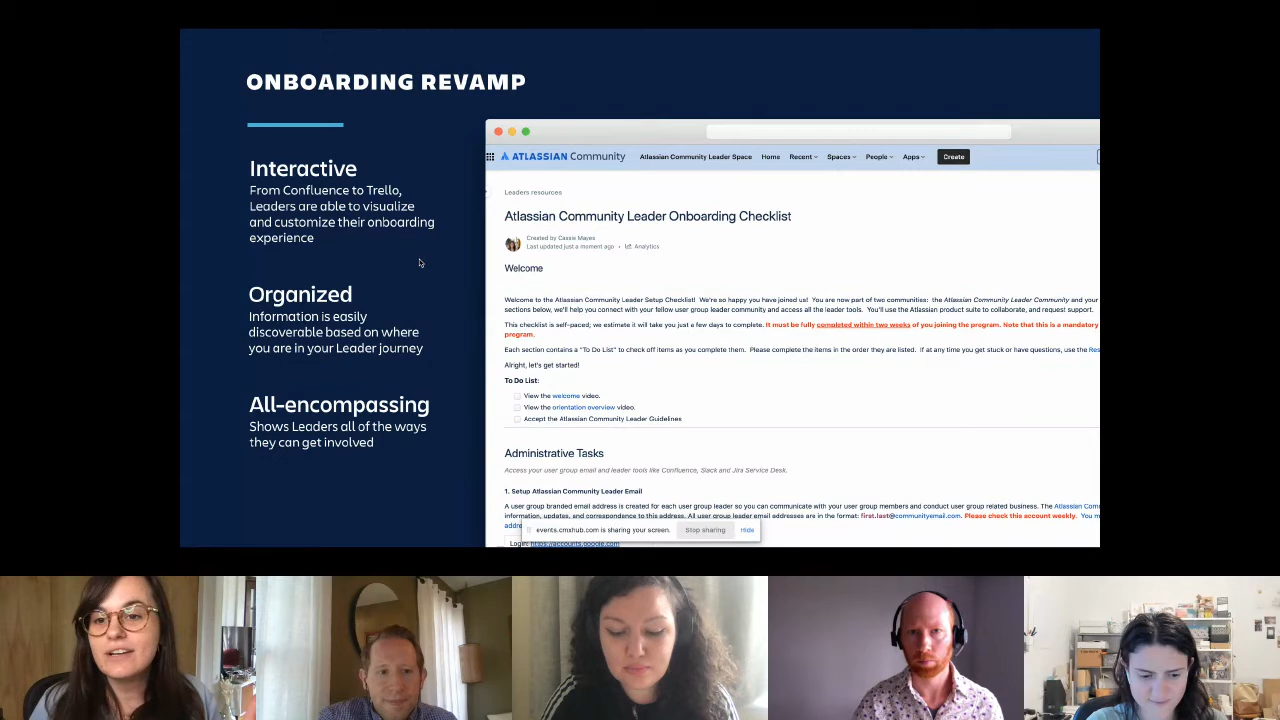 ONBOARDING REVAMP
Interactive
From Confluence to Trello,
Leaders are able to visualize
and customize their onboarding
experience
Organized
Information is easily
discoverable based on where
you are in your Leader journey
All-encompassing
Shows Leaders all of the ways
they can get involved
ATLASSIAN Community Atlassian Community Leader Space Home Recent Spaces People Apps Create
Leaders resources
Atlassian Community Leader Onboarding Checklist
Created by Cassie Mayes
Last updated just a moment ago • Analytics
Welcome
Welcome to the Atlassian Community Leader Setup Checklist! We're so happy you have joined us! You are now part of two communities: the Atlassian Community Leader Community and your
sections below, we'll help you connect with your fellow user group leader community and access all the leader tools. You'll use the Atlassian product suite to collaborate, and request support.
This checklist is self-paced; we estimate it will take you just a few days to complete. It must be fully completed within two weeks of you joining the program. Note that this is a mandatory
program.
Each section contains a "To Do List" to check off items as you complete them. Please complete the items in the order they are listed. If at any time you get stuck or have questions, use the Res
Alright, let's get started!
To Do List:
View the welcome video.
View the orientation overview video.
Accept the Atlassian Community Leader Guidelines
Administrative Tasks
Access your user group email and leader tools like Confluence, Slack and Jira Service Desk.
1. Setup Atlassian Community Leader Email
A user group branded email address is created for each user group leader so you can communicate with your user group members and conduct user group related business. The Atlassian Com
information, updates, and correspondence to this address. All user group leader email addresses are in the format: first.last@communityemail.com. Please check this account weekly. You m
addre
events.cmxhub.com is sharing your screen. Stop sharing Hide
Login: https://accounts.google.com